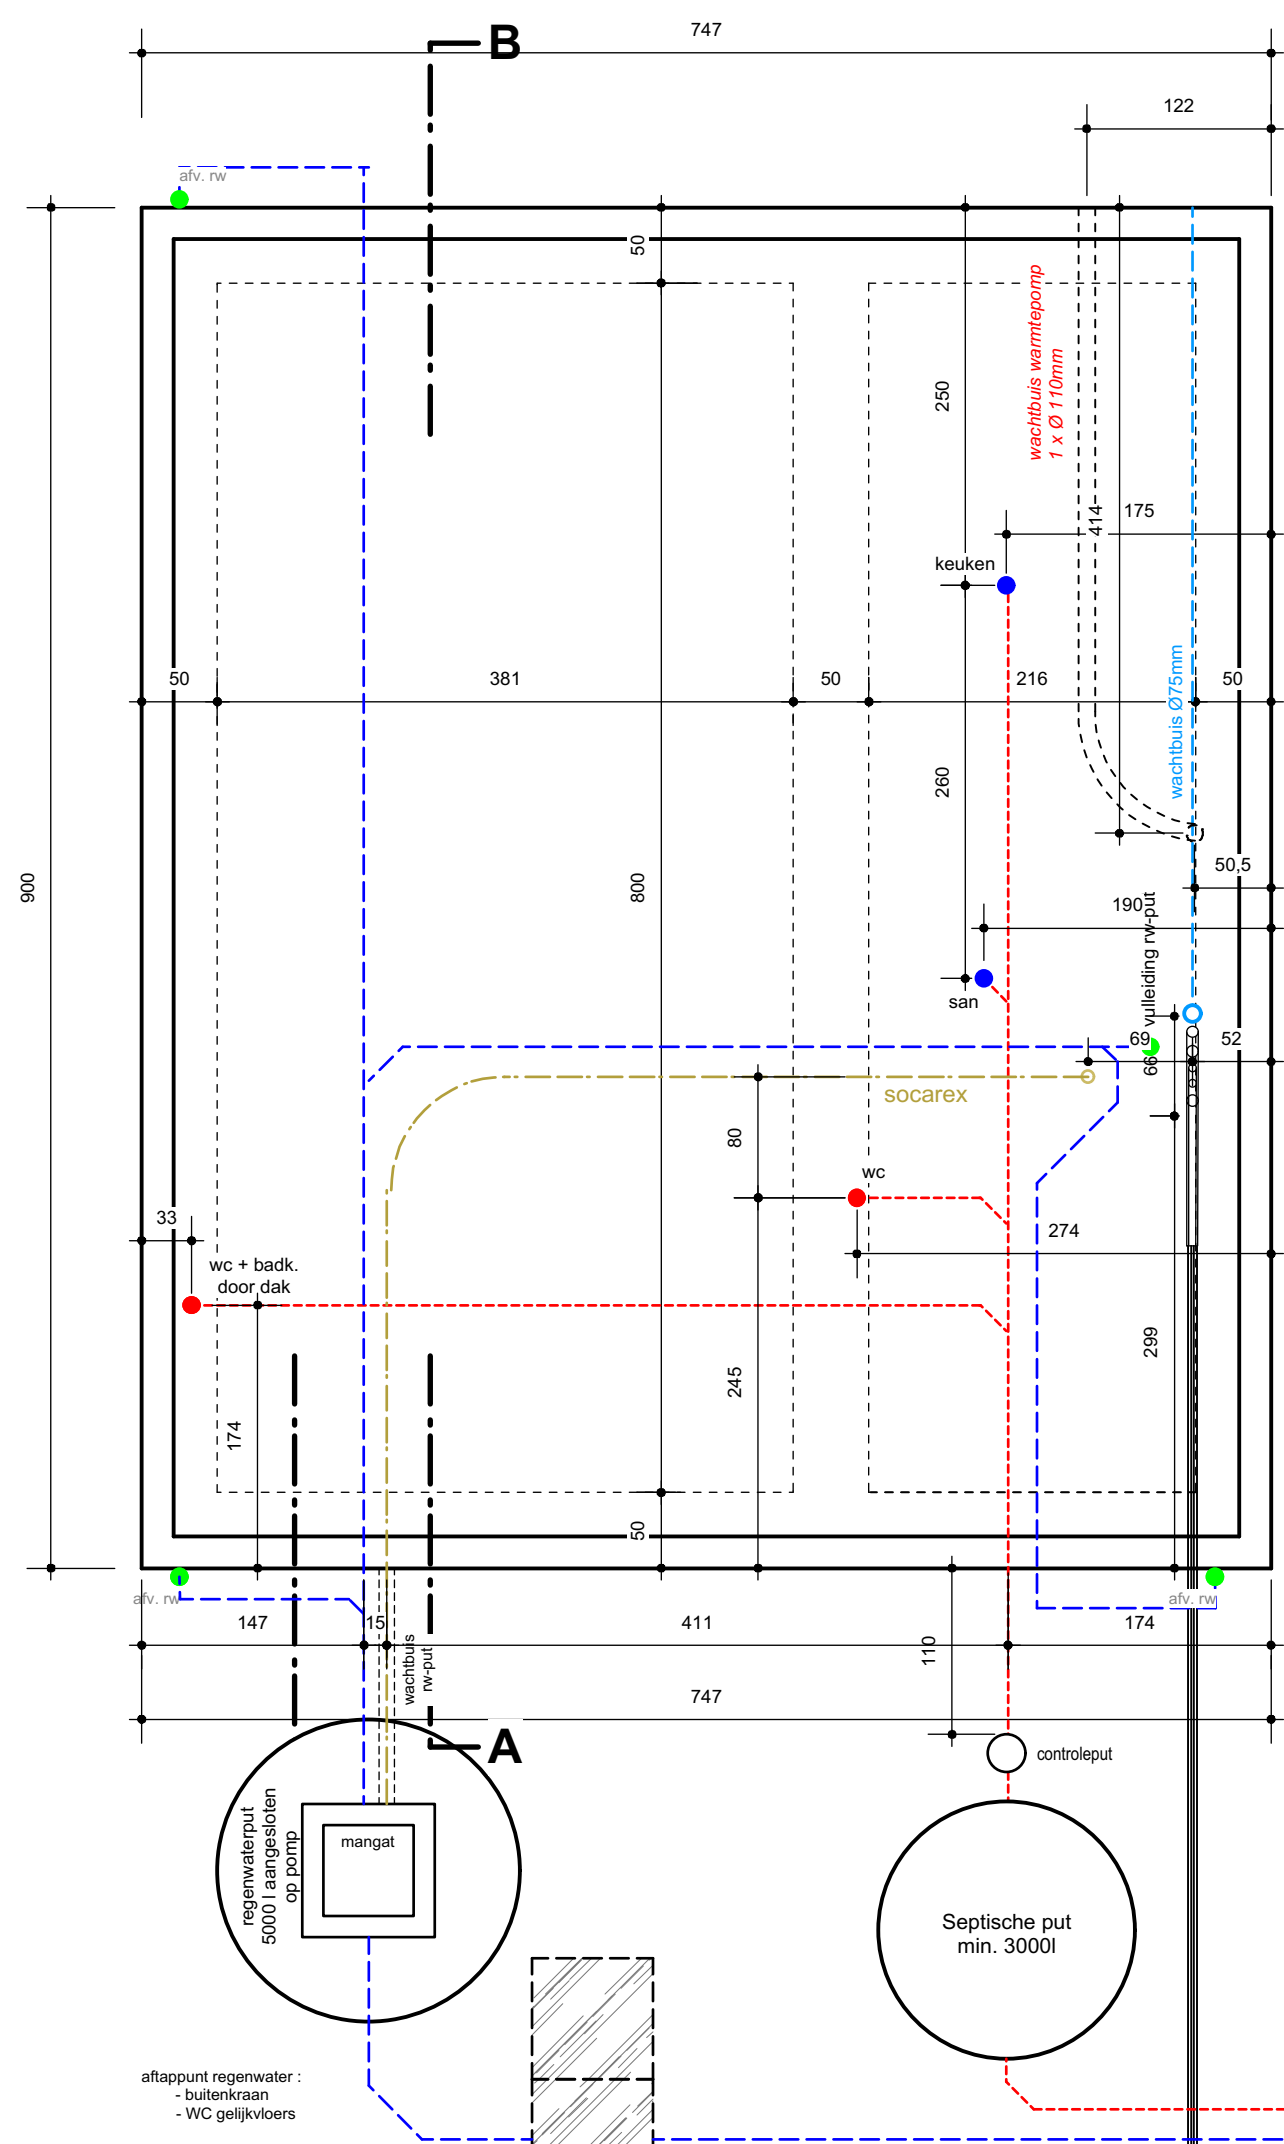 747
B
122
afv. rw
50
wachtbuis warmtepomp
1 x Ø 110mm
250
414
175
keuken
50
381
50
216
50
wachtbuis Ø75mm
260
900
800
50,5
190
vulleiding rw-put
san
69
52
66
socarex
80
wc
33
274
wc + badk.
door dak
299
245
174
50
afv. rw
afv. rw
147
15
411
174
wachtbuis
rw-put
110
747
A
controleput
mangat
regenwaterput
5000 l aangesloten
op pomp
Septische put
min. 3000l
aftappunt regenwater :
- buitenkraan
- WC gelijkvloers